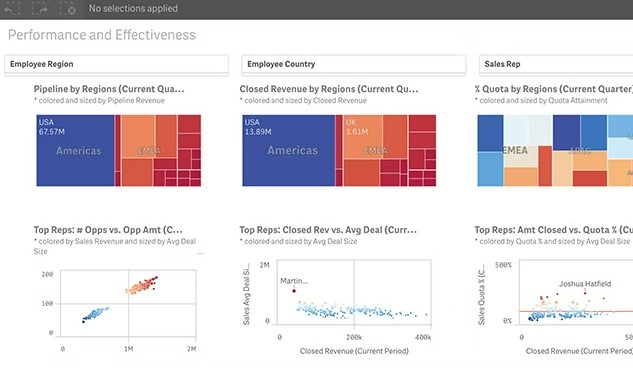 No selections applied
Performance and Effectiveness
Employee Region
Employee Country
Sales Rep
Pipeline by Regions (Current Qua...
* colored and sized by Pipeline Revenue
USA
67.57M
Americas
EMEA
Closed Revenue by Regions (Current Qu...
* colored and sized by Closed Revenue
USA
13.89M
Americas
UK
3.61M
EMEA
% Quota by Regions (Current Quarter)
* colored and sized by Quota Attainment
EMEA
APAC
Top Reps: # Opps vs. Opp Amt (C...
* colored by Sales Revenue and sized by Avg Deal
Size
...
200
100
0
0
1M
2M
Top Reps: Closed Rev vs. Avg Deal (Curr...
* colored and sized by Avg Deal Size
Sales Avg Deal Si...
2M
0
Martin...
0
200k
400k
Closed Revenue (Current Period)
Top Reps: Amt Closed vs. Quota % (Cu
* colored by Quota % and sized by Avg Deal Size
Sales Quota % (C...
500%
0%
Joshua Hatfield
0
50
Closed Revenue (Current Period)